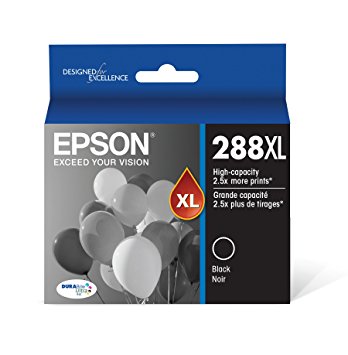 DESIGNED for
EXCELLENCE
EPSON®
EXCEED YOUR VISION
XL
288XL
High-capacity
2.5x more prints*
Grande capacité
2.5x plus de tirages*
Black
Noir
DURABrite